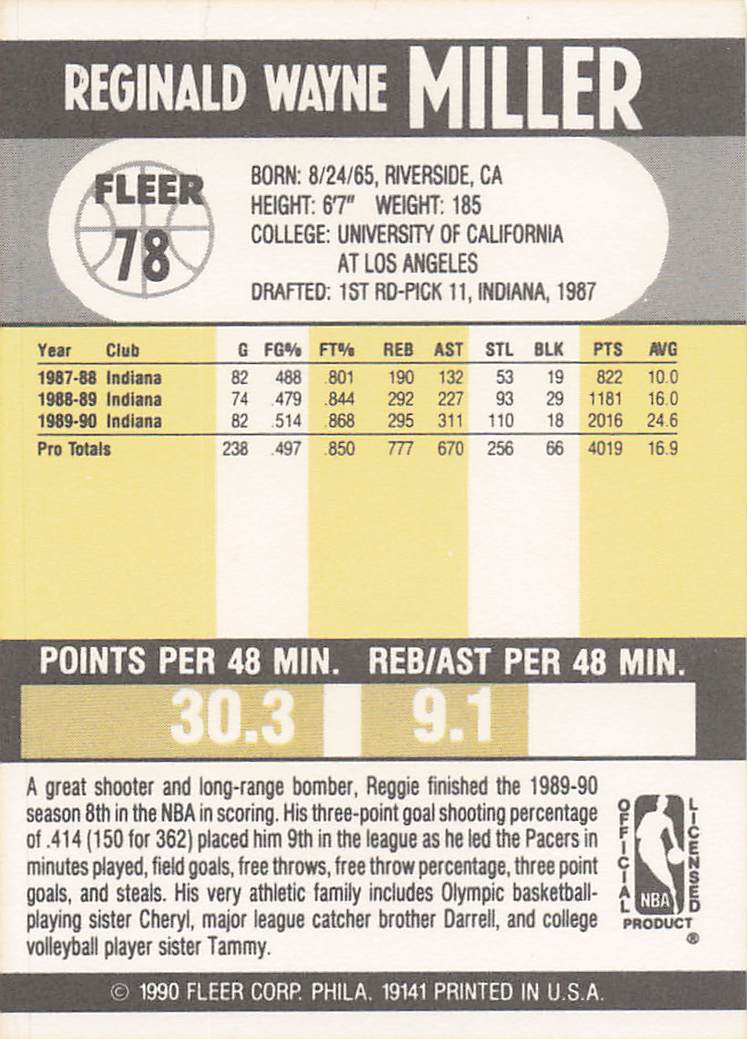 REGINALD WAYNE MILLER
FLEER
78
BORN: 8/24/65, RIVERSIDE, CA
HEIGHT: 6'7" WEIGHT: 185
COLLEGE: UNIVERSITY OF CALIFORNIA
AT LOS ANGELES
DRAFTED: 1ST RD-PICK 11, INDIANA, 1987
Year Club G FG% FT% REB AST STL BLK PTS AVG
1987-88 Indiana 82 .488 .801 190 132 53 19 822 10.0
1988-89 Indiana 74 .479 .844 292 227 93 29 1181 16.0
1989-90 Indiana 82 .514 .868 295 311 110 18 2016 24.6
Pro Totals 238 .497 .850 777 670 256 66 4019 16.9
POINTS PER 48 MIN. REB/AST PER 48 MIN.
30.3 9.1
A great shooter and long-range bomber, Reggie finished the 1989-90
season 8th in the NBA in scoring. His three-point goal shooting percentage
of .414 (150 for 362) placed him 9th in the league as he led the Pacers in
minutes played, field goals, free throws, free throw percentage, three point
goals, and steals. His very athletic family includes Olympic basketball-
playing sister Cheryl, major league catcher brother Darrell, and college
volleyball player sister Tammy.
OFFICIAL
LICENSED
NBA
PRODUCT
®
© 1990 FLEER CORP. PHILA. 19141 PRINTED IN U.S.A.